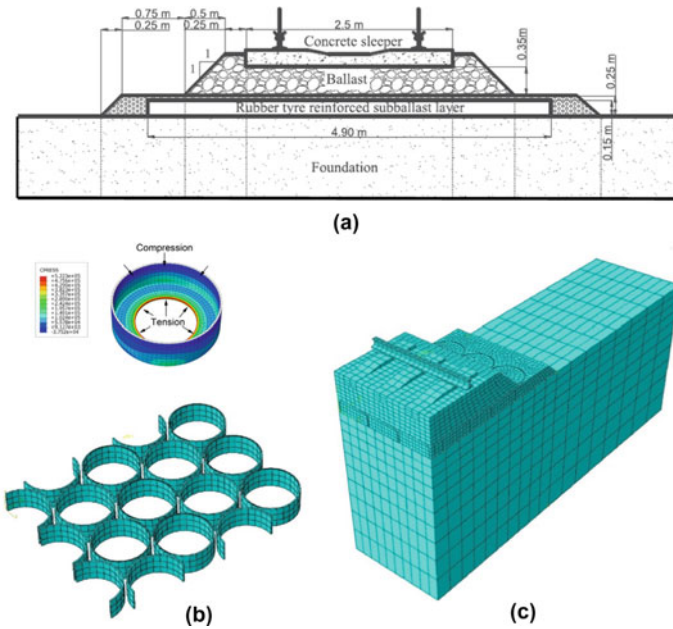 0.75 m 0.5 m 2.5 m
0.25 m 0.25 m
Concrete sleeper
1
1
Ballast
0.35m
0.25 m
Rubber tyre reinforced subballast layer
4.90 m
0.15 m
Foundation
(a)
Compression
Tension
(b)
(c)